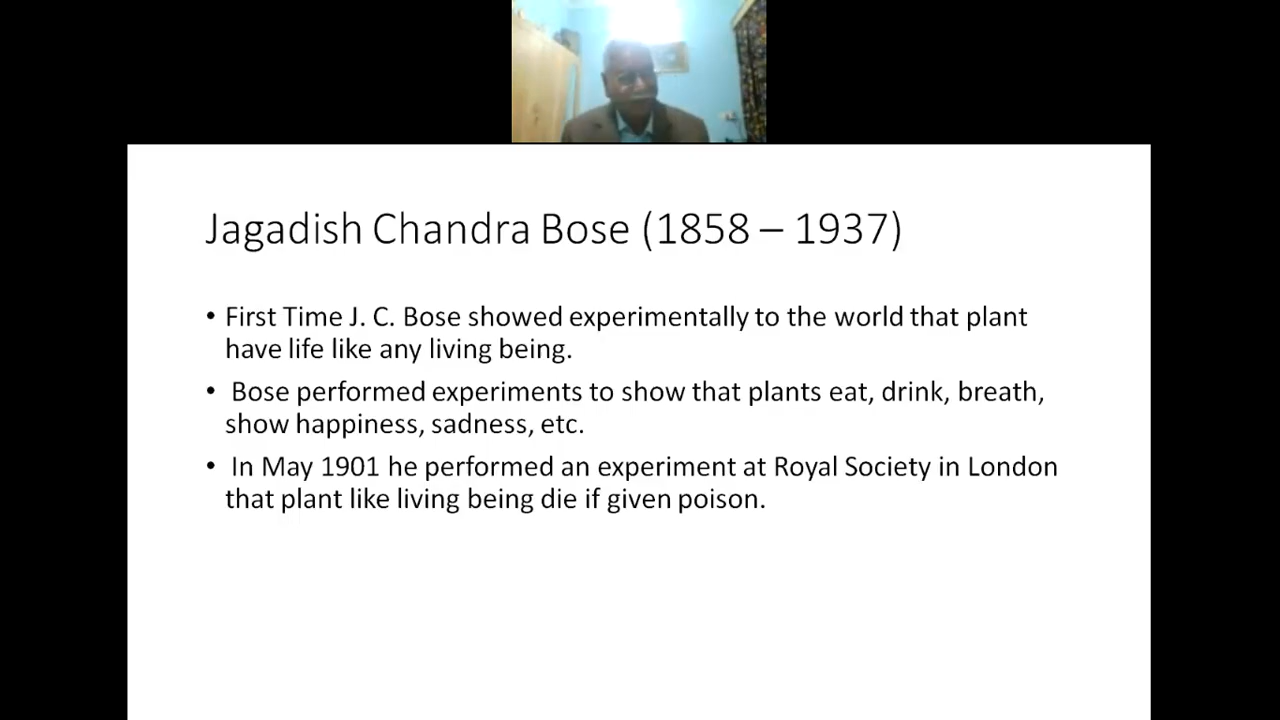 Jagadish Chandra Bose (1858 – 1937)
• First Time J. C. Bose showed experimentally to the world that plant
have life like any living being.
• Bose performed experiments to show that plants eat, drink, breath,
show happiness, sadness, etc.
• In May 1901 he performed an experiment at Royal Society in London
that plant like living being die if given poison.